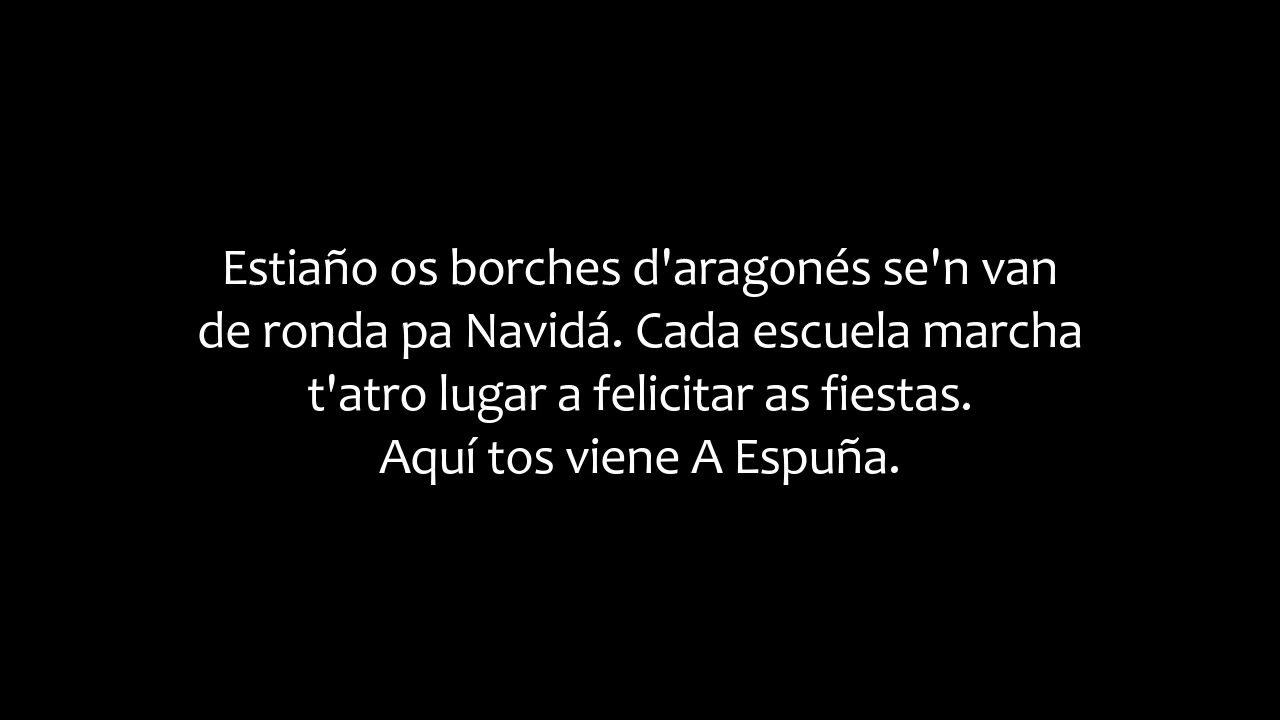 Estiaño os borches d'aragonés se'n van
de ronda pa Navidá. Cada escuela marcha
t'atro lugar a felicitar as fiestas.
Aquí tos viene A Espuña.